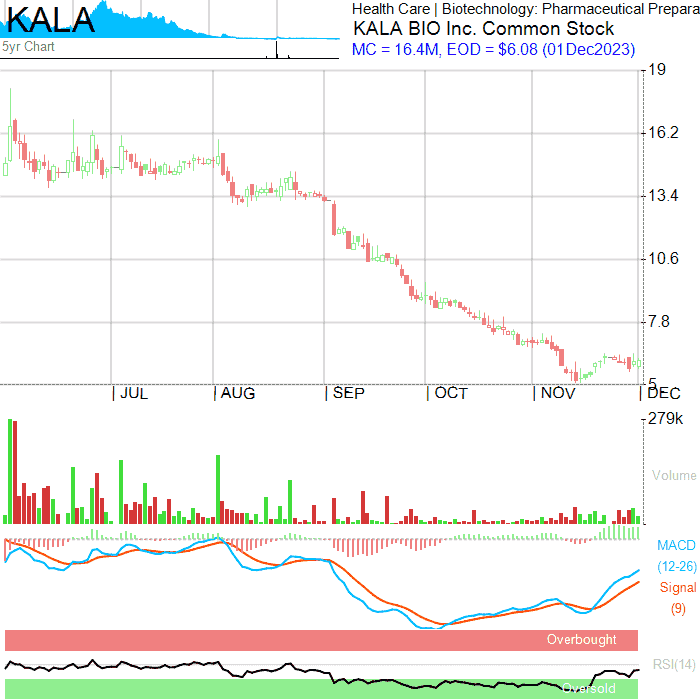 KALA
5yr Chart
Health Care | Biotechnology: Pharmaceutical Prepara
KALA BIO Inc. Common Stock
MC = 16.4M, EOD = $6.08 (01Dec2023)
19
16.2
13.4
10.6
7.8
5
| JUL
| AUG
| SEP
| OCT
| NOV
| DEC
279k
Volume
MACD
(12-26)
Signal
(9)
Overbought
RSI(14)
Oversold